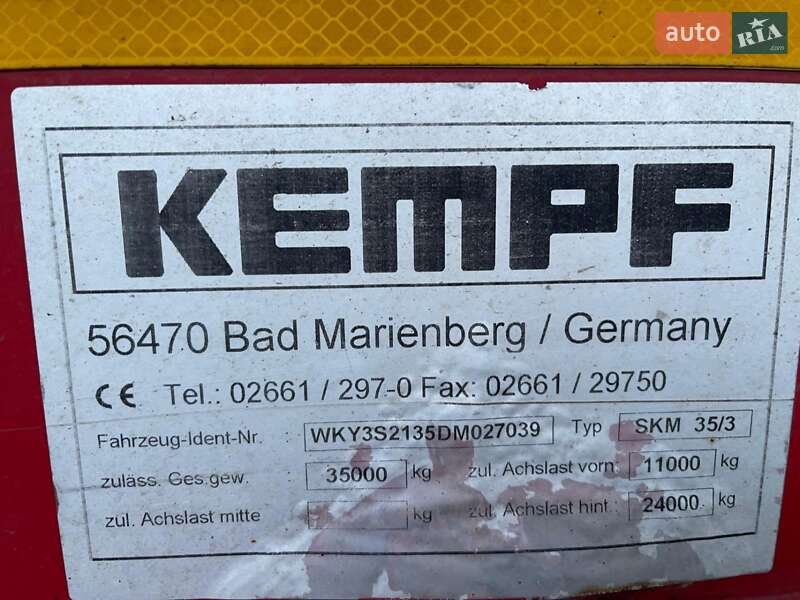 auto RIA.com
KEMPF
56470 Bad Marienberg / Germany
CE Tel.: 02661 / 297-0 Fax: 02661 / 29750
Fahrzeug-Ident-Nr. : WKY3S2135DM027039 Typ SKM 35/3
zuläss. Ges.gew. : 35000 kg zul. Achslast vorn: 11000 kg
zul. Achslast mitte : kg zul. Achslast hint.: 24000 kg